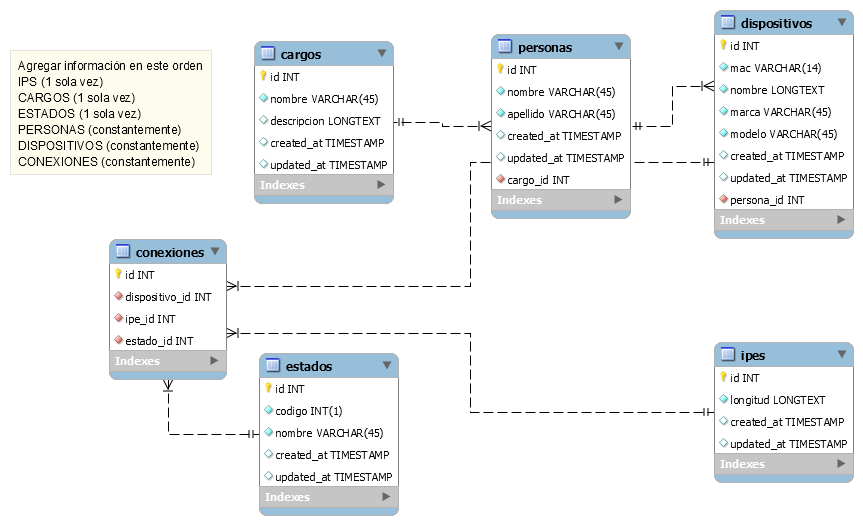 Agregar información en este orden
IPS (1 sola vez)
CARGOS (1 sola vez)
ESTADOS (1 sola vez)
PERSONAS (constantemente)
DISPOSITIVOS (constantemente)
CONEXIONES (constantemente)
cargos
id INT
nombre VARCHAR(45)
descripcion LONGTEXT
created_at TIMESTAMP
updated_at TIMESTAMP
Indexes
personas
id INT
nombre VARCHAR(45)
apellido VARCHAR(45)
created_at TIMESTAMP
updated_at TIMESTAMP
cargo_id INT
Indexes
dispositivos
id INT
mac VARCHAR(14)
nombre LONGTEXT
marca VARCHAR(45)
modelo VARCHAR(45)
created_at TIMESTAMP
updated_at TIMESTAMP
persona_id INT
Indexes
conexiones
id INT
dispositivo_id INT
ipe_id INT
estado_id INT
Indexes
estados
id INT
codigo INT(1)
nombre VARCHAR(45)
created_at TIMESTAMP
updated_at TIMESTAMP
Indexes
ipes
id INT
longitud LONGTEXT
created_at TIMESTAMP
updated_at TIMESTAMP
Indexes